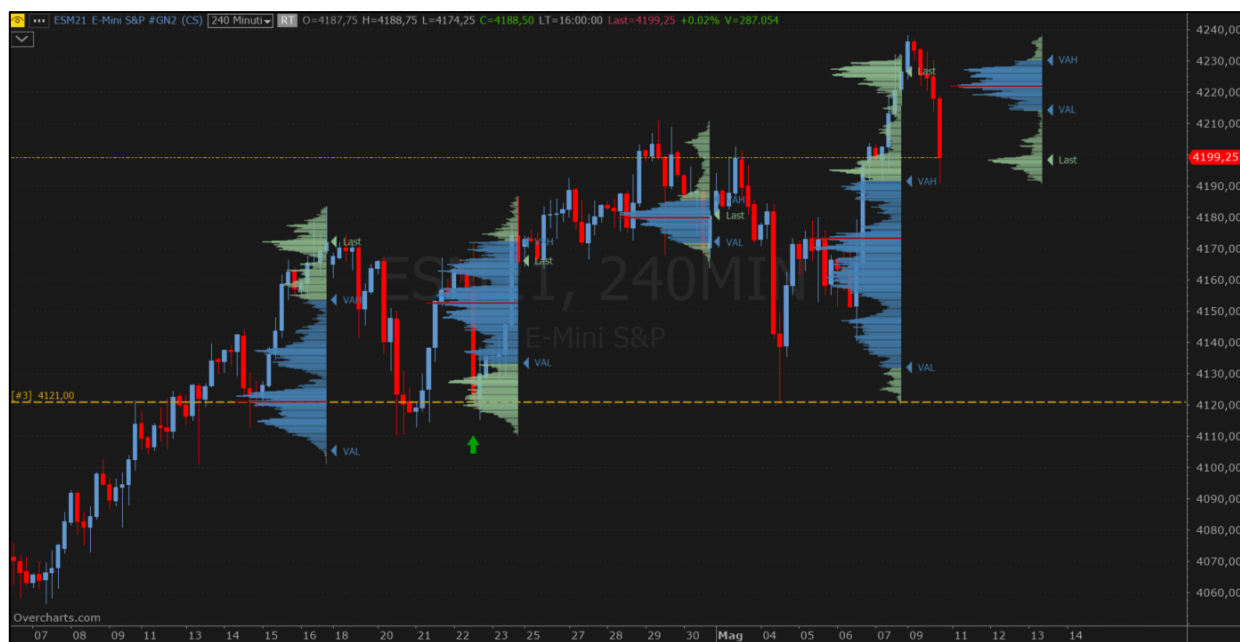 ESM21 E-Mini S&P #GN2 (CS) 240 Minuti RT O=4187,75 H=4188,75 L=4174,25 C=4188,50 LT=16:00:00 Last=4199,25 +0.02% V=287.054
4240,00
4230,00
4220,00
4210,00
4199,25
4190,00
4180,00
4170,00
4160,00
4150,00
4140,00
4130,00
4120,00
4110,00
4100,00
4090,00
4080,00
4070,00
4060,00
Last
VAH
VAL
VAH
Last
VAL
VAH
Last
VAL
Last
VAH
VAL
VAH
VAL
Last
ESM21, 240MIN
E-Mini S&P
[#3] 4121,00
Overcharts.com
07 08 09 11 12 13 14 15 16 18 19 20 21 22 23 25 26 27 28 29 30 Mag 04 05 06 07 09 11 12 13 14